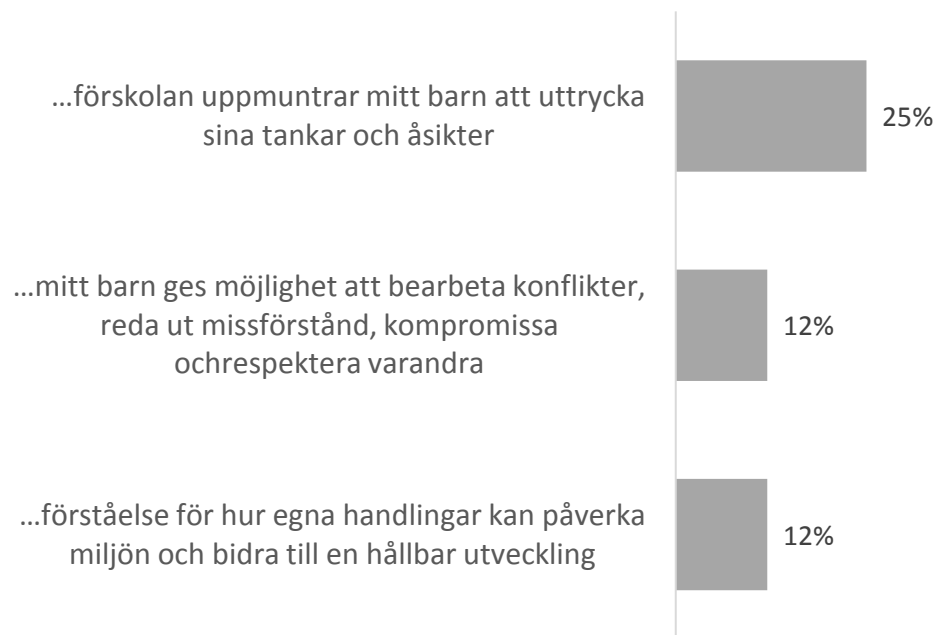 ...förskolan uppmuntrar mitt barn att uttrycka
sina tankar och åsikter
25%
...mitt barn ges möjlighet att bearbeta konflikter,
reda ut missförstånd, kompromissa
ochrespektera varandra
12%
...förståelse för hur egna handlingar kan påverka
miljön och bidra till en hållbar utveckling
12%